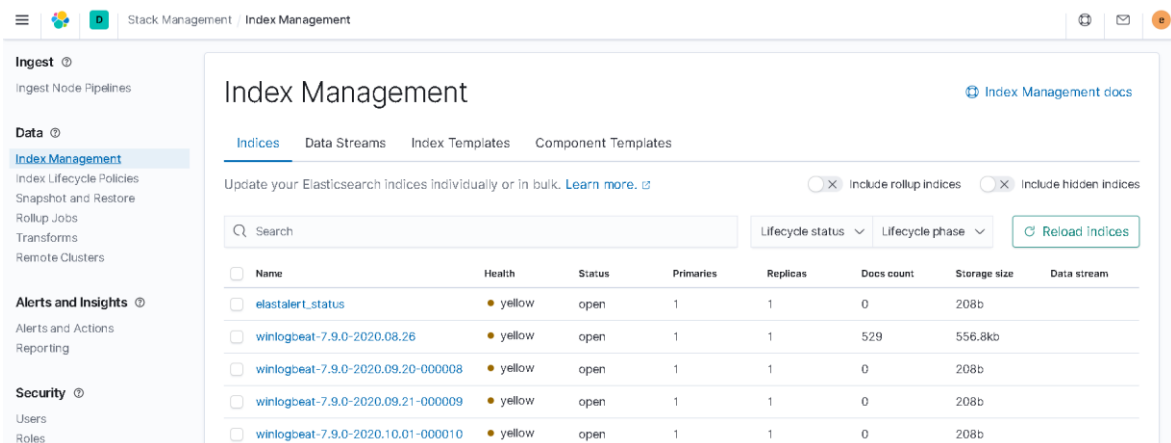 D Stack Management / Index Management e
Ingest
Ingest Node Pipelines
Data
Index Management
Index Lifecycle Policies
Snapshot and Restore
Rollup Jobs
Transforms
Remote Clusters
Alerts and Insights
Alerts and Actions
Reporting
Security
Users
Roles
Index Management
Index Management docs
Indices Data Streams Index Templates Component Templates
Update your Elasticsearch indices individually or in bulk. Learn more. Include rollup indices Include hidden indices
Search Lifecycle status Lifecycle phase Reload indices
Name Health Status Primaries Replicas Docs count Storage size Data stream
elastalert_status yellow open 1 1 0 208b
winlogbeat-7.9.0-2020.08.26 yellow open 1 1 529 556.8kb
winlogbeat-7.9.0-2020.09.20-000008 yellow open 1 1 0 208b
winlogbeat-7.9.0-2020.09.21-000009 yellow open 1 1 0 208b
winlogbeat-7.9.0-2020.10.01-000010 yellow open 1 1 0 208b